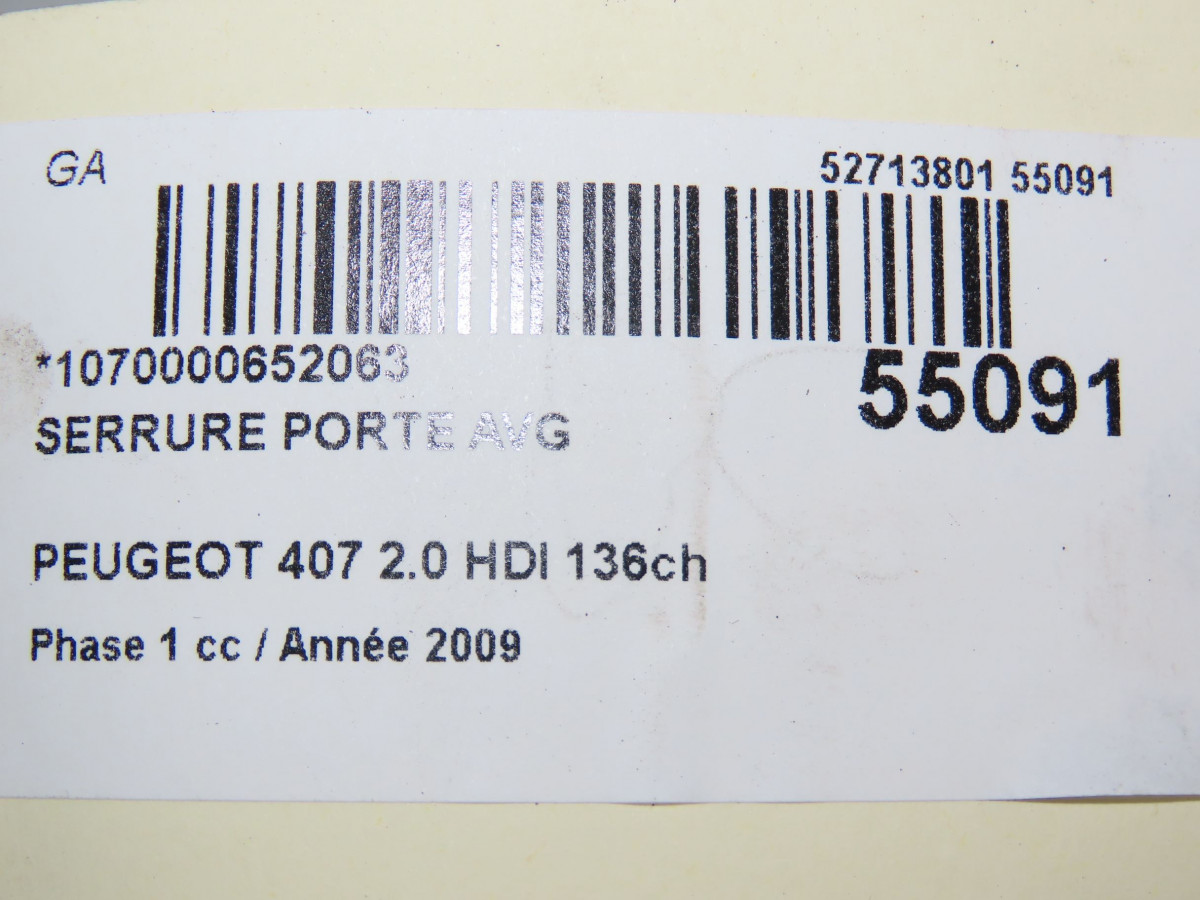 GA
52713801 55091
*1070000652063
55091
SERRURE PORTE AVG
PEUGEOT 407 2.0 HDI 136ch
Phase 1 cc / Année 2009